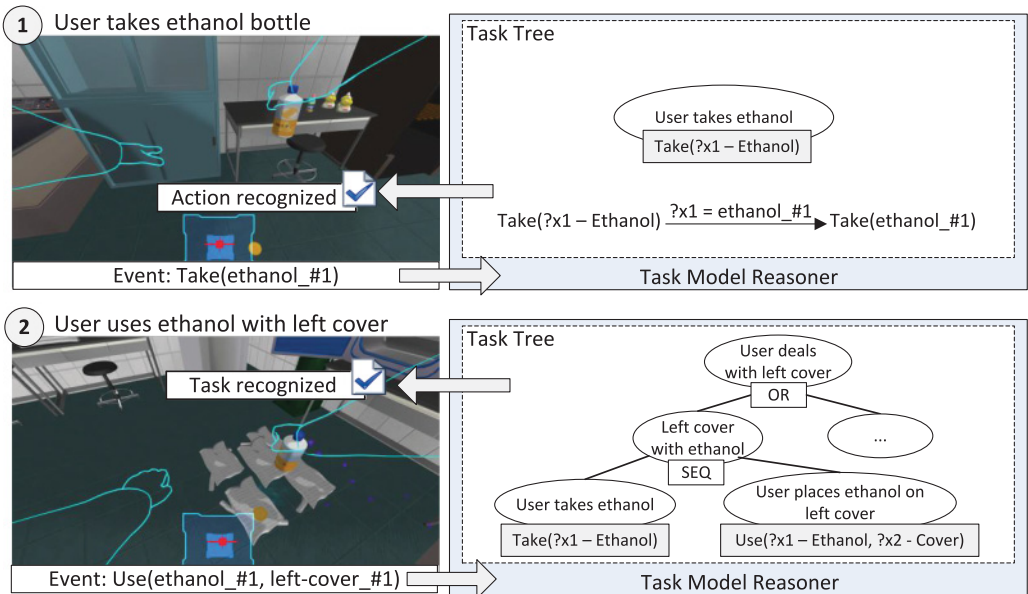 1 User takes ethanol bottle
Action recognized
Event: Take(ethanol_#1)
Task Tree
User takes ethanol
Take(?x1 – Ethanol)
Take(?x1 – Ethanol) ?x1 = ethanol_#1 Take(ethanol_#1)
Task Model Reasoner
2 User uses ethanol with left cover
Task recognized
Event: Use(ethanol_#1, left-cover_#1)
Task Tree
User deals
with left cover
OR
Left cover
with ethanol
...
SEQ
User takes ethanol
Take(?x1 – Ethanol)
User places ethanol on
left cover
Use(?x1 – Ethanol, ?x2 - Cover)
Task Model Reasoner